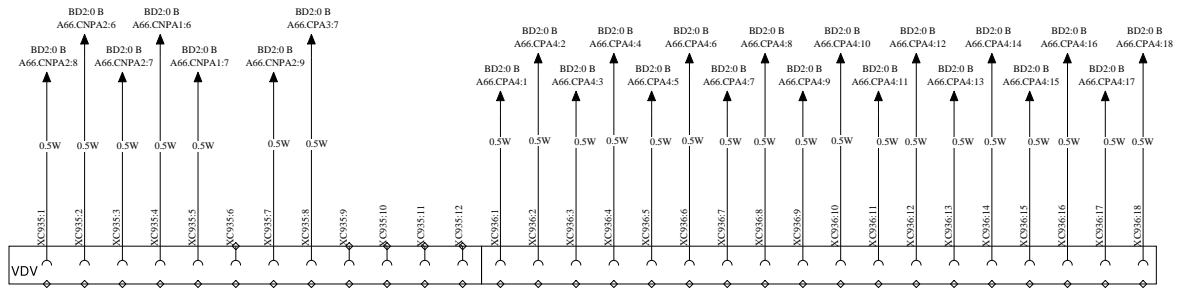 BD2:0 B
A66.CNPA2:6
BD2:0 B
A66.CNPA1:6
BD2:0 B
A66.CPA3:7
BD2:0 B
A66.CNPA2:8
BD2:0 B
A66.CNPA2:7
BD2:0 B
A66.CNPA1:7
BD2:0 B
A66.CNPA2:9
BD2:0 B
A66.CPA4:2
BD2:0 B
A66.CPA4:4
BD2:0 B
A66.CPA4:6
BD2:0 B
A66.CPA4:8
BD2:0 B
A66.CPA4:10
BD2:0 B
A66.CPA4:12
BD2:0 B
A66.CPA4:14
BD2:0 B
A66.CPA4:16
BD2:0 B
A66.CPA4:18
BD2:0 B
A66.CPA4:1
BD2:0 B
A66.CPA4:3
BD2:0 B
A66.CPA4:5
BD2:0 B
A66.CPA4:7
BD2:0 B
A66.CPA4:9
BD2:0 B
A66.CPA4:11
BD2:0 B
A66.CPA4:13
BD2:0 B
A66.CPA4:15
BD2:0 B
A66.CPA4:17
0.5W 0.5W 0.5W 0.5W 0.5W 0.5W 0.5W 0.5W 0.5W 0.5W 0.5W 0.5W 0.5W 0.5W 0.5W 0.5W 0.5W 0.5W 0.5W 0.5W 0.5W 0.5W 0.5W 0.5W 0.5W
XC935:1
XC935:2
XC935:3
XC935:4
XC935:5
XC935:6
XC935:7
XC935:8
XC935:9
XC935:10
XC935:11
XC935:12
XC936:1
XC936:2
XC936:3
XC936:4
XC936:5
XC936:6
XC936:7
XC936:8
XC936:9
XC936:10
XC936:11
XC936:12
XC936:13
XC936:14
XC936:15
XC936:16
XC936:17
XC936:18
VDV